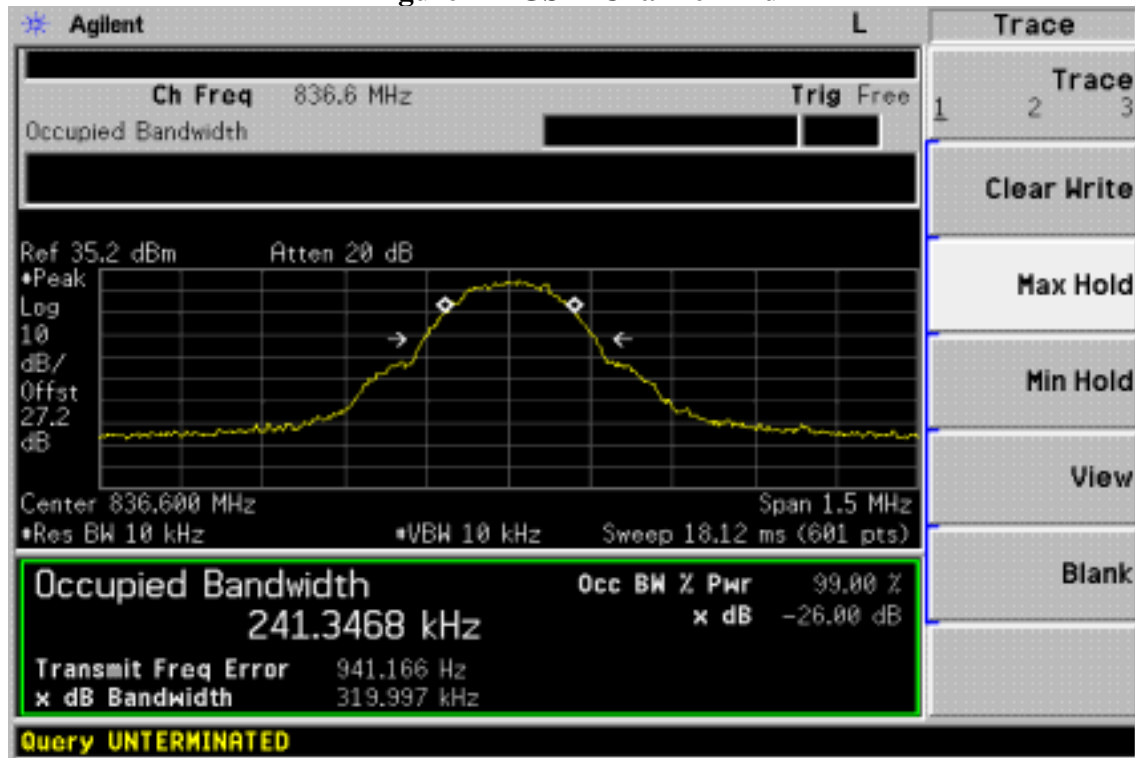 Agilent L Trace
Ch Freq 836.6 MHz Trig Free
Occupied Bandwidth
Trace
1 2 3
Clear Write
Max Hold
Min Hold
View
Blank
Ref 35.2 dBm Atten 20 dB
•Peak
Log
10
dB/
Offst
27.2
dB
Center 836.600 MHz Span 1.5 MHz
•Res BW 10 kHz •VBW 10 kHz Sweep 18.12 ms (601 pts)
Occupied Bandwidth Occ BW % Pwr 99.00 %
241.3468 kHz x dB -26.00 dB
Transmit Freq Error 941.166 Hz
x dB Bandwidth 319.997 kHz
Query UNTERMINATED